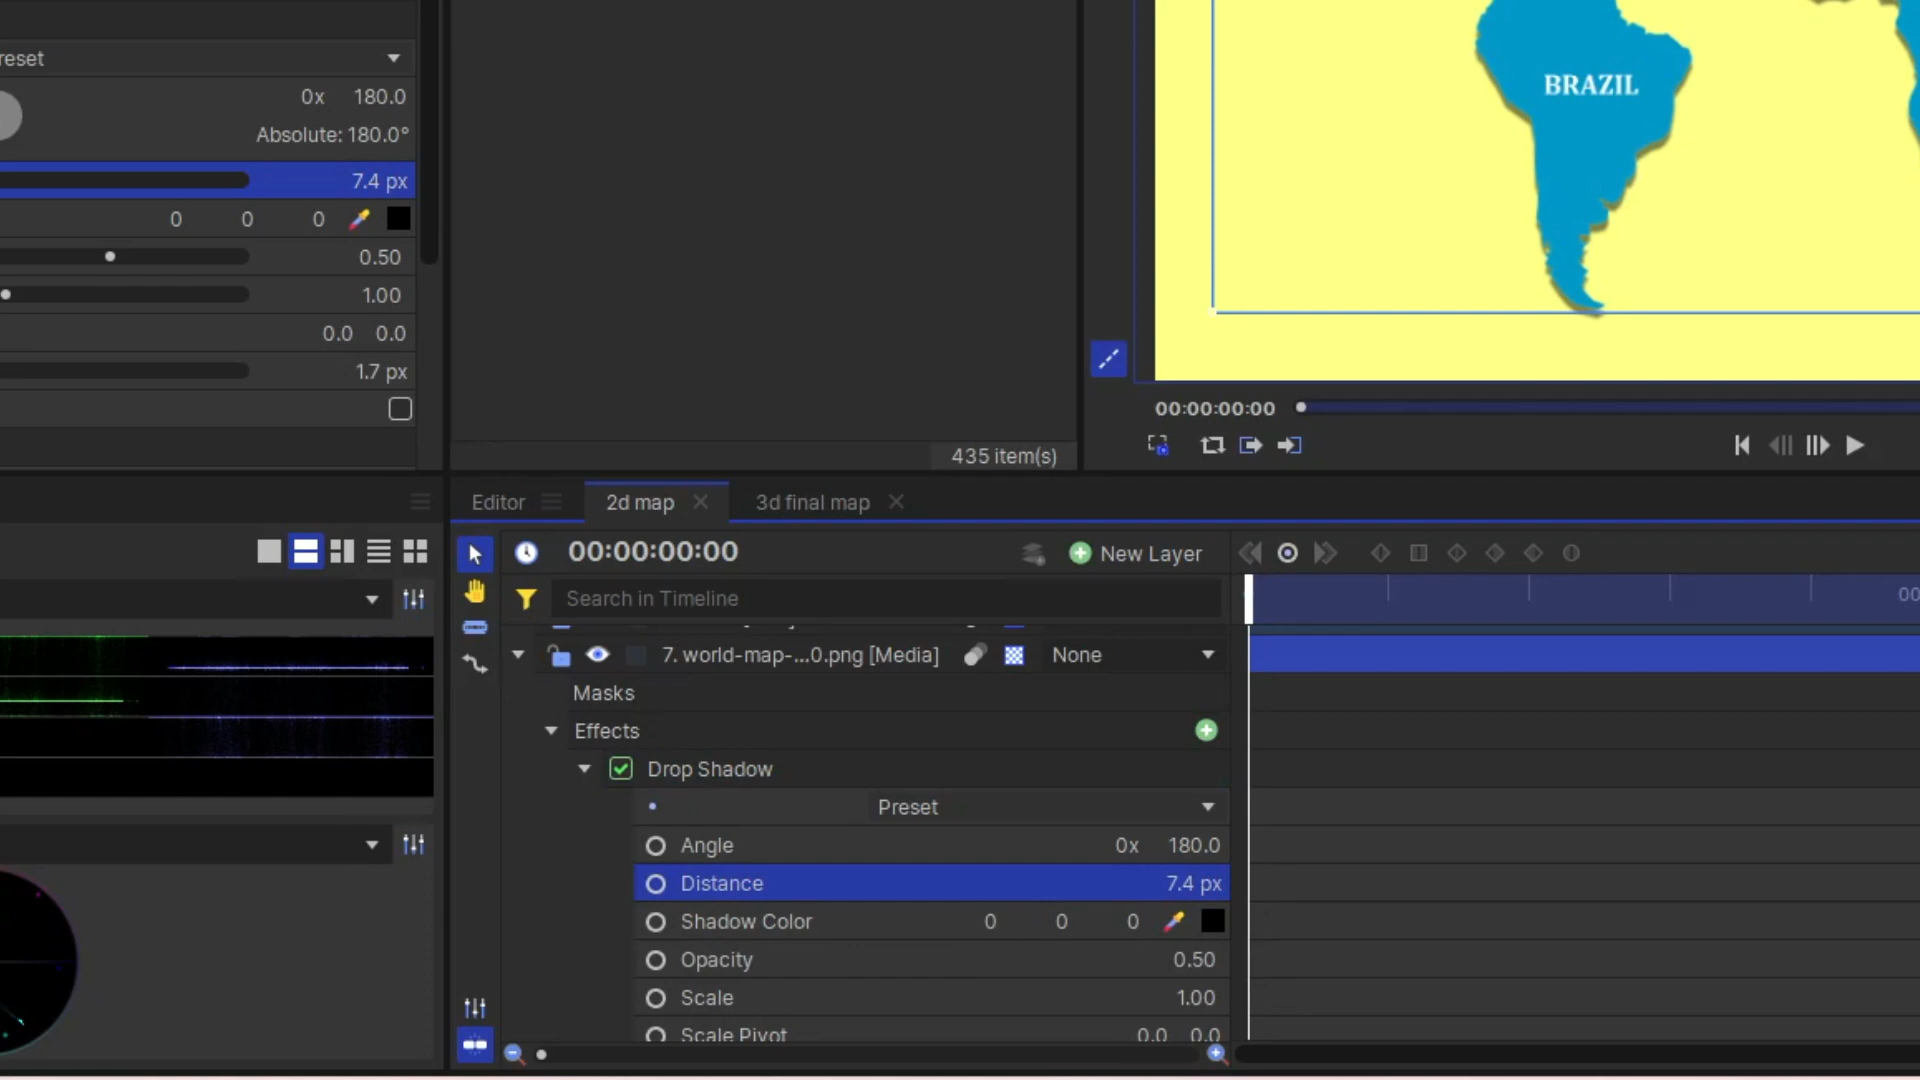 reset
0x 180.0
Absolute: 180.0°
7.4 px
0 0 0
0.50
1.00
0.0 0.0
1.7 px
435 item(s)
BRAZIL
00:00:00:00
Editor 2d map 3d final map
00:00:00:00 New Layer
Search in Timeline
00
7. world-map-...0.png [Media] None
Masks
Effects
Drop Shadow
Preset
Angle 0x 180.0
Distance 7.4 px
Shadow Color 0 0 0
Opacity 0.50
Scale 1.00
Scale Pivot 0.0 0.0